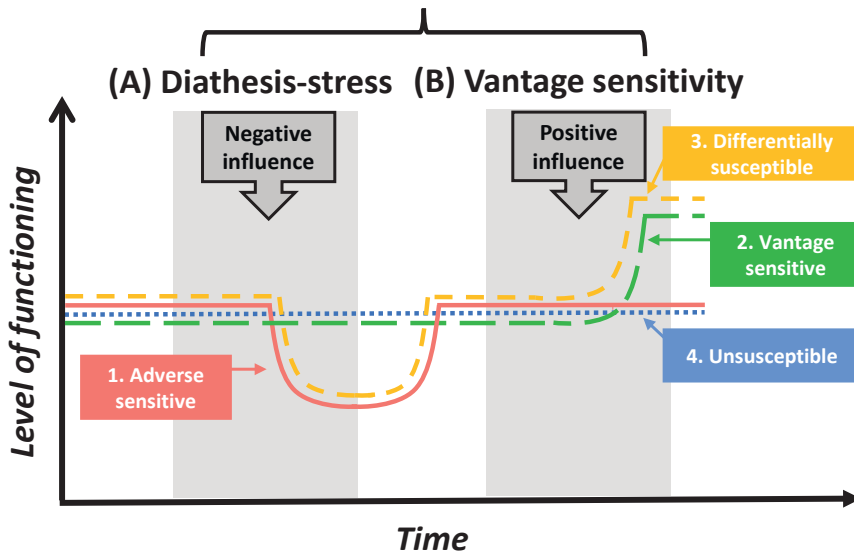 (A) Diathesis-stress
(B) Vantage sensitivity
Negative
influence
Positive
influence
3. Differentially
susceptible
2. Vantage
sensitive
4. Unsusceptible
1. Adverse
sensitive
Level of functioning
Time